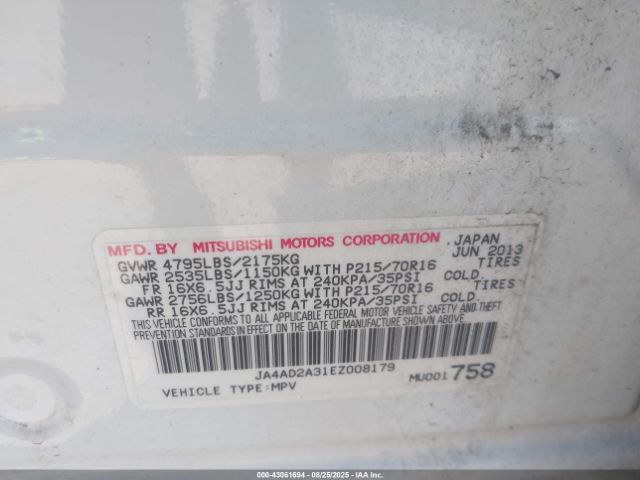 MFD. BY MITSUBISHI MOTORS CORPORATION. JAPAN
GVWR 4795LBS/2175KG JUN 2013
GAWR 2535LBS/1150KG WITH P215/70R16 TIRES
FR 16X6.5JJ RIMS AT 240KPA/35PSI COLD.
GAWR 2756LBS/1250KG WITH P215/70R16 TIRES
RR 16X6.5JJ RIMS AT 240KPA/35PSI COLD.
THIS VEHICLE CONFORMS TO ALL APPLICABLE FEDERAL MOTOR VEHICLE SAFETY AND THEFT
PREVENTION STANDARDS IN EFFECT ON THE DATE OF MANUFACTURE SHOWN ABOVE.
JA4AD2A31EZ008179
VEHICLE TYPE:MPV MU001758
000-43061694 - 08/25/2025 - IAAI.COM